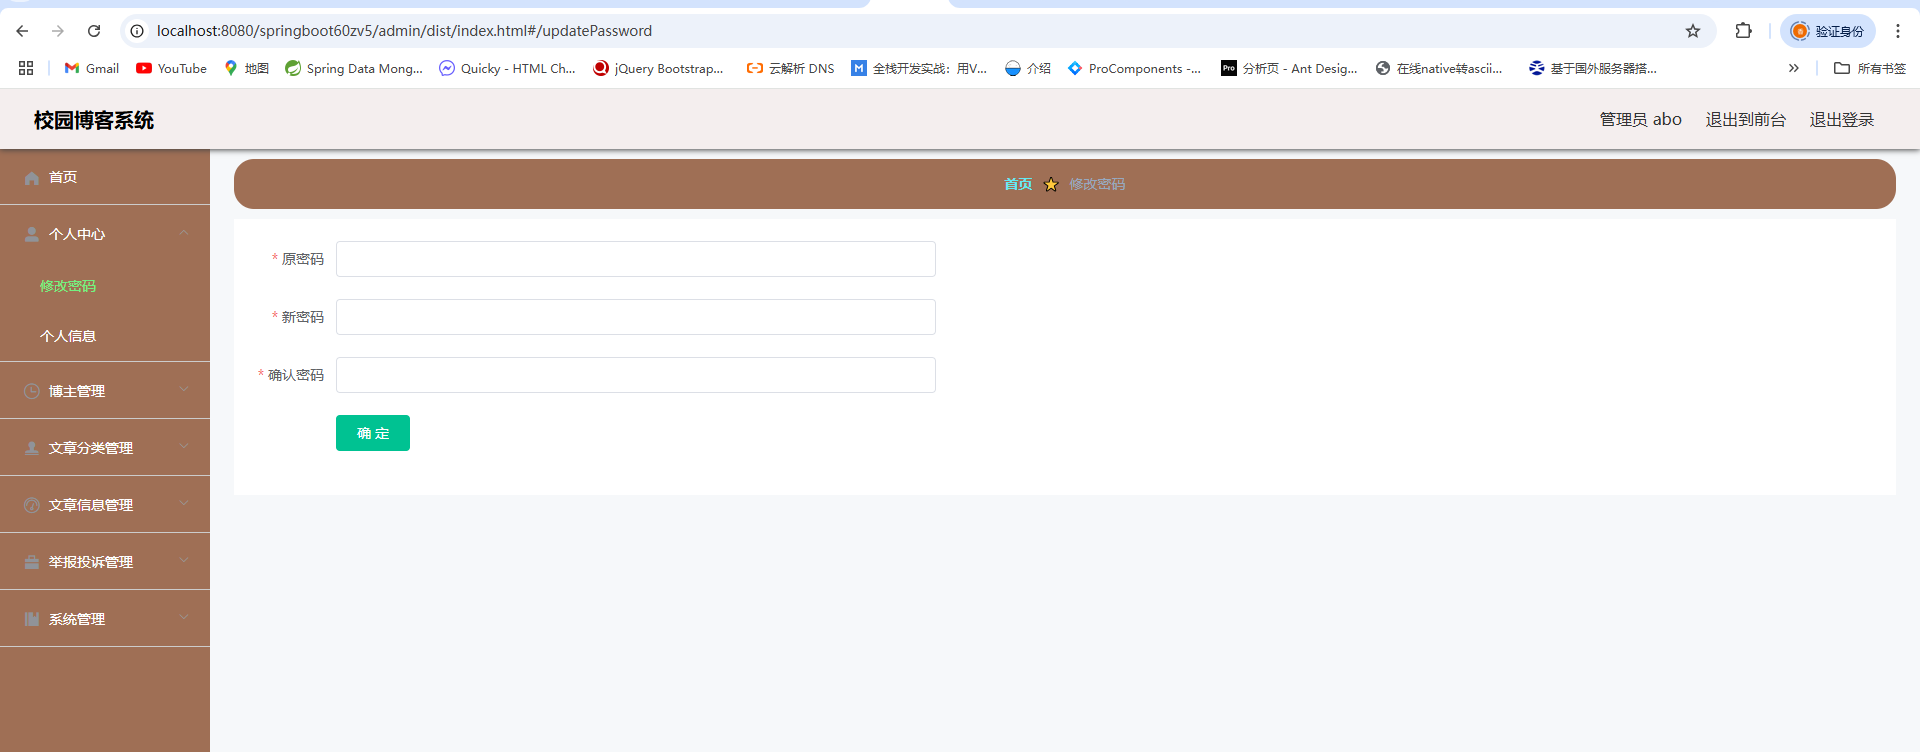 localhost:8080/springboot60zv5/admin/dist/index.html#/updatePassword
验证身份
Gmail
YouTube
地图
Spring Data Mong...
Quicky - HTML Ch...
jQuery Bootstrap...
云解析 DNS
全栈开发实战：用V...
介绍
ProComponents -...
分析页 - Ant Desig...
在线native转ascii...
基于国外服务器搭...
所有书签
校园博客系统
管理员 abo
退出到前台
退出登录
首页
个人中心
修改密码
个人信息
博主管理
文章分类管理
文章信息管理
举报投诉管理
系统管理
首页 修改密码
* 原密码
* 新密码
* 确认密码
确 定